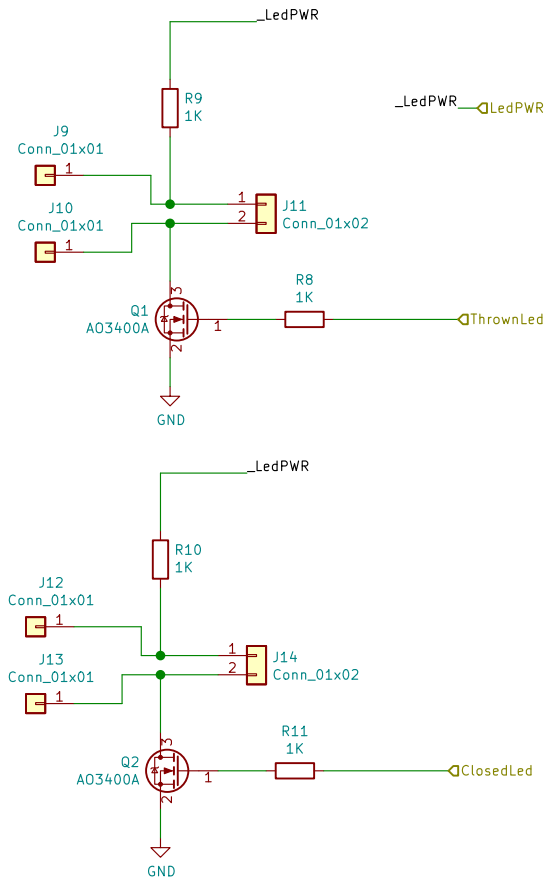 _LedPWR
R9
1K
_LedPWR
LedPWR
J9
Conn_01x01
1
J10
Conn_01x01
1
1
2
J11
Conn_01x02
3
Q1
AO3400A
1
2
R8
1K
ThrownLed
GND
_LedPWR
R10
1K
J12
Conn_01x01
1
J13
Conn_01x01
1
1
2
J14
Conn_01x02
3
Q2
AO3400A
1
2
R11
1K
ClosedLed
GND